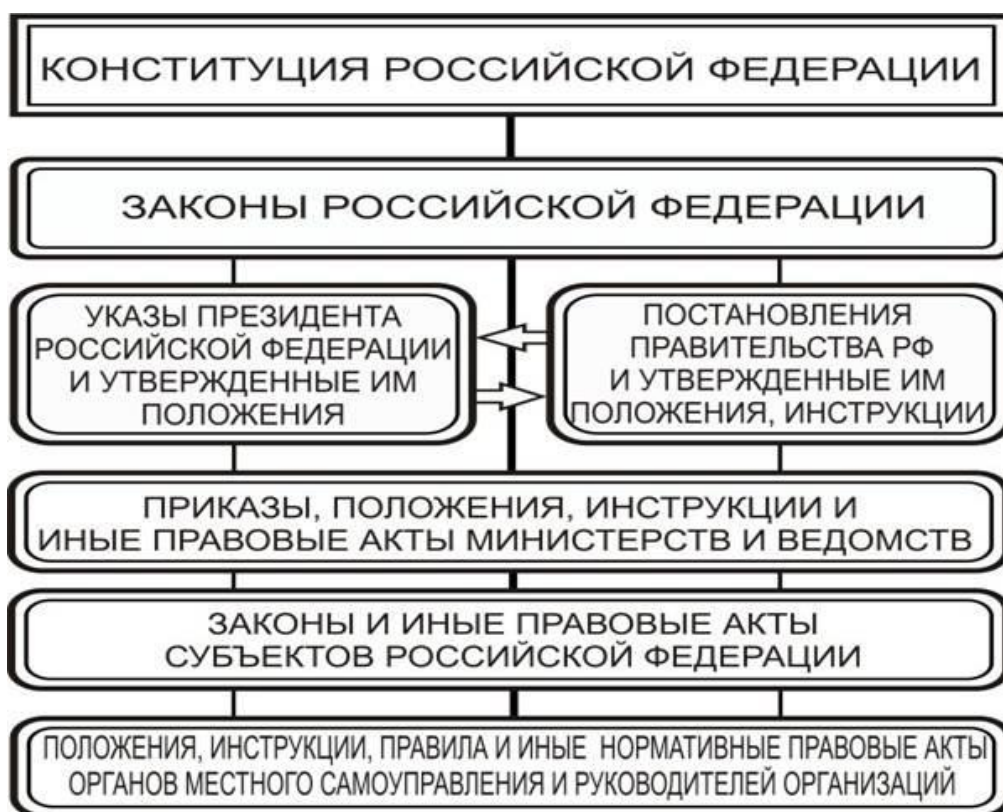 КОНСТИТУЦИЯ РОССИЙСКОЙ ФЕДЕРАЦИИ
ЗАКОНЫ РОССИЙСКОЙ ФЕДЕРАЦИИ
УКАЗЫ ПРЕЗИДЕНТА
РОССИЙСКОЙ ФЕДЕРАЦИИ
И УТВЕРЖДЕННЫЕ ИМ
ПОЛОЖЕНИЯ
ПОСТАНОВЛЕНИЯ
ПРАВИТЕЛЬСТВА РФ
И УТВЕРЖДЕННЫЕ ИМ
ПОЛОЖЕНИЯ, ИНСТРУКЦИИ
ПРИКАЗЫ, ПОЛОЖЕНИЯ, ИНСТРУКЦИИ И
ИНЫЕ ПРАВОВЫЕ АКТЫ МИНИСТЕРСТВ И ВЕДОМСТВ
ЗАКОНЫ И ИНЫЕ ПРАВОВЫЕ АКТЫ
СУБЪЕКТОВ РОССИЙСКОЙ ФЕДЕРАЦИИ
ПОЛОЖЕНИЯ, ИНСТРУКЦИИ, ПРАВИЛА И ИНЫЕ НОРМАТИВНЫЕ ПРАВОВЫЕ АКТЫ
ОРГАНОВ МЕСТНОГО САМОУПРАВЛЕНИЯ И РУКОВОДИТЕЛЕЙ ОРГАНИЗАЦИЙ